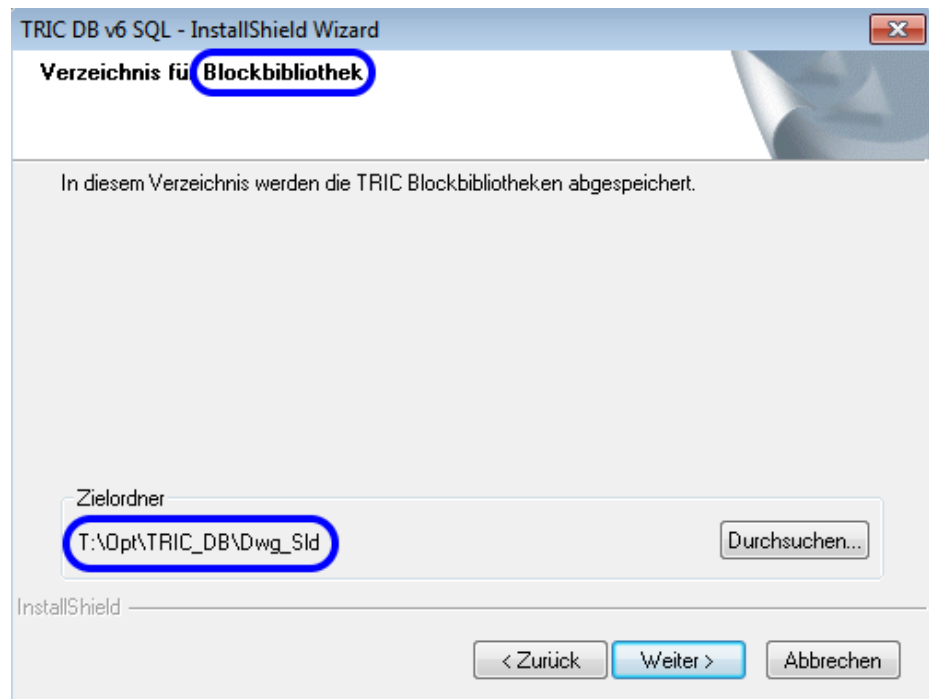 TRIC DB v6 SQL - InstallShield Wizard
Verzeichnis fü Blockbibliothek
In diesem Verzeichnis werden die TRIC Blockbibliotheken abgespeichert.
Zielordner
T:\Opt\TRIC_DB\Dwg_Sld
Durchsuchen...
InstallShield
< Zurück
Weiter >
Abbrechen